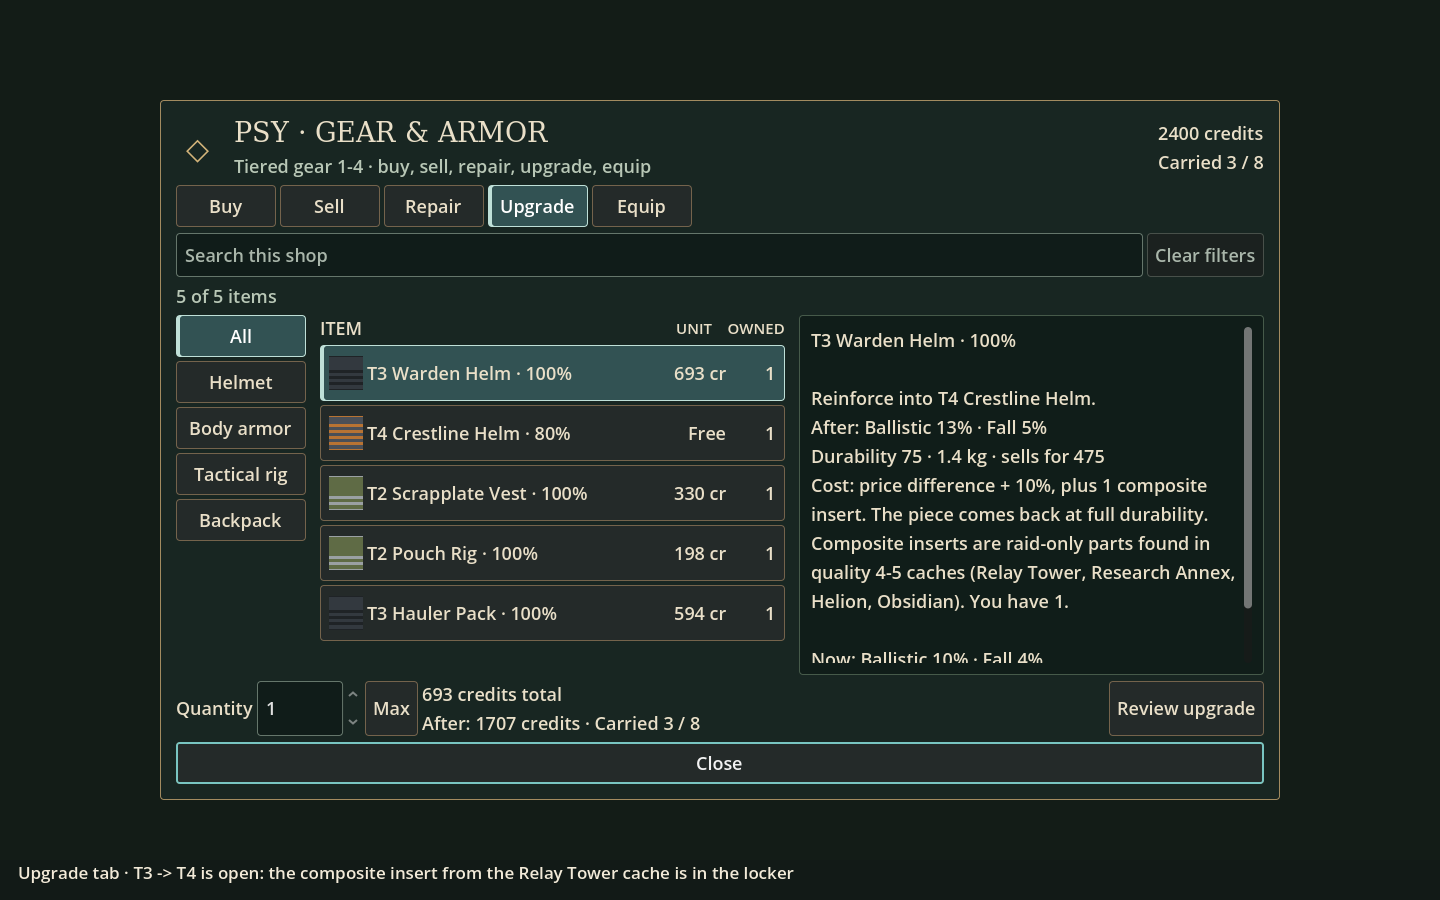 PSY · GEAR & ARMOR
Tiered gear 1-4 · buy, sell, repair, upgrade, equip
2400 credits
Carried 3 / 8
Buy
Sell
Repair
Upgrade
Equip
Search this shop
Clear filters
5 of 5 items
All
Helmet
Body armor
Tactical rig
Backpack
ITEM UNIT OWNED
T3 Warden Helm · 100% 693 cr 1
T4 Crestline Helm · 80% Free 1
T2 Scrapplate Vest · 100% 330 cr 1
T2 Pouch Rig · 100% 198 cr 1
T3 Hauler Pack · 100% 594 cr 1
T3 Warden Helm · 100%
Reinforce into T4 Crestline Helm.
After: Ballistic 13% · Fall 5%
Durability 75 · 1.4 kg · sells for 475
Cost: price difference + 10%, plus 1 composite
insert. The piece comes back at full durability.
Composite inserts are raid-only parts found in
quality 4-5 caches (Relay Tower, Research Annex,
Helion, Obsidian). You have 1.
Now: Ballistic 10% · Fall 4%
Quantity 1
Max
693 credits total
After: 1707 credits · Carried 3 / 8
Review upgrade
Close
Upgrade tab · T3 -> T4 is open: the composite insert from the Relay Tower cache is in the locker